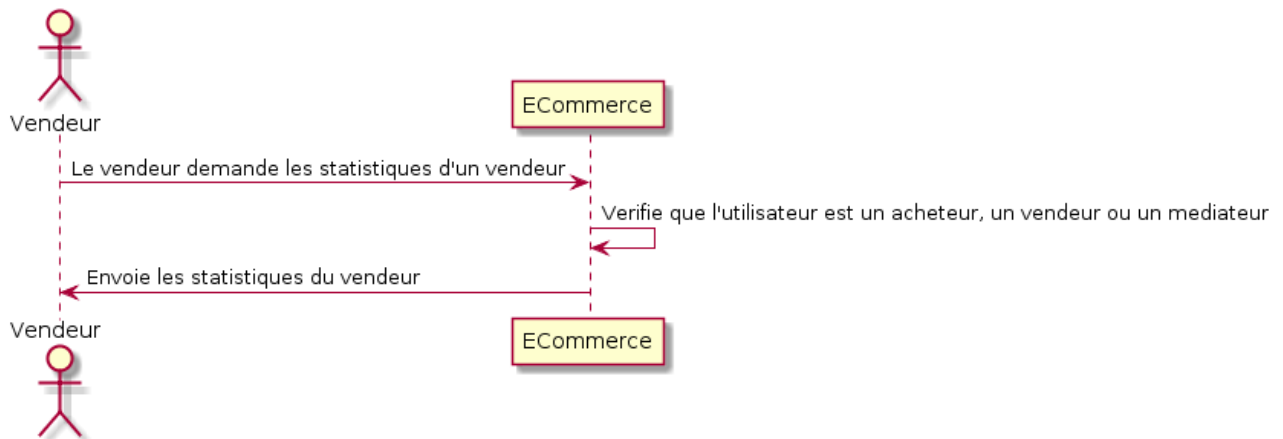 Vendeur
ECommerce
Le vendeur demande les statistiques d'un vendeur
Verifie que l'utilisateur est un acheteur, un vendeur ou un mediateur
Envoie les statistiques du vendeur
Vendeur
ECommerce